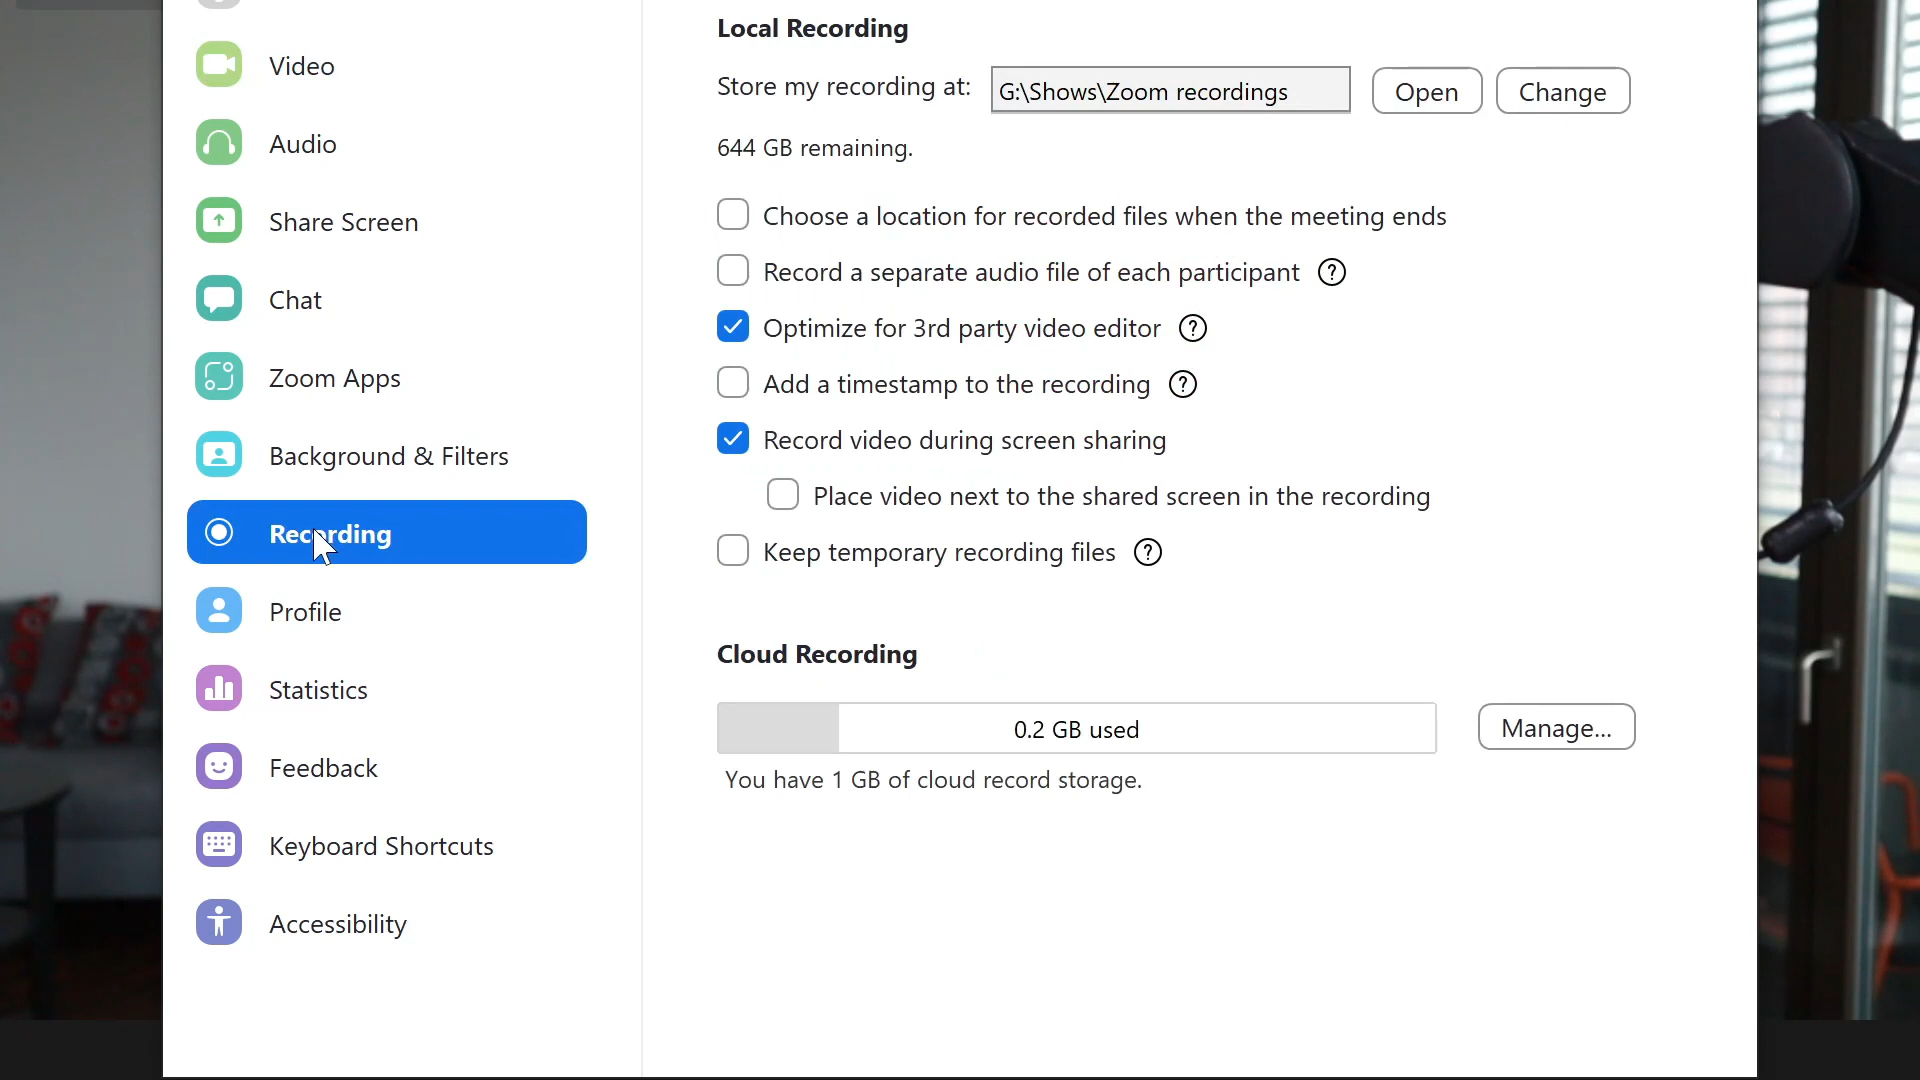 Video
Audio
Share Screen
Chat
Zoom Apps
Background & Filters
Recording
Profile
Statistics
Feedback
Keyboard Shortcuts
Accessibility
Local Recording
Store my recording at: G:\Shows\Zoom recordings Open Change
644 GB remaining.
Choose a location for recorded files when the meeting ends
Record a separate audio file of each participant ?
Optimize for 3rd party video editor ?
Add a timestamp to the recording ?
Record video during screen sharing
Place video next to the shared screen in the recording
Keep temporary recording files ?
Cloud Recording
0.2 GB used Manage...
You have 1 GB of cloud record storage.